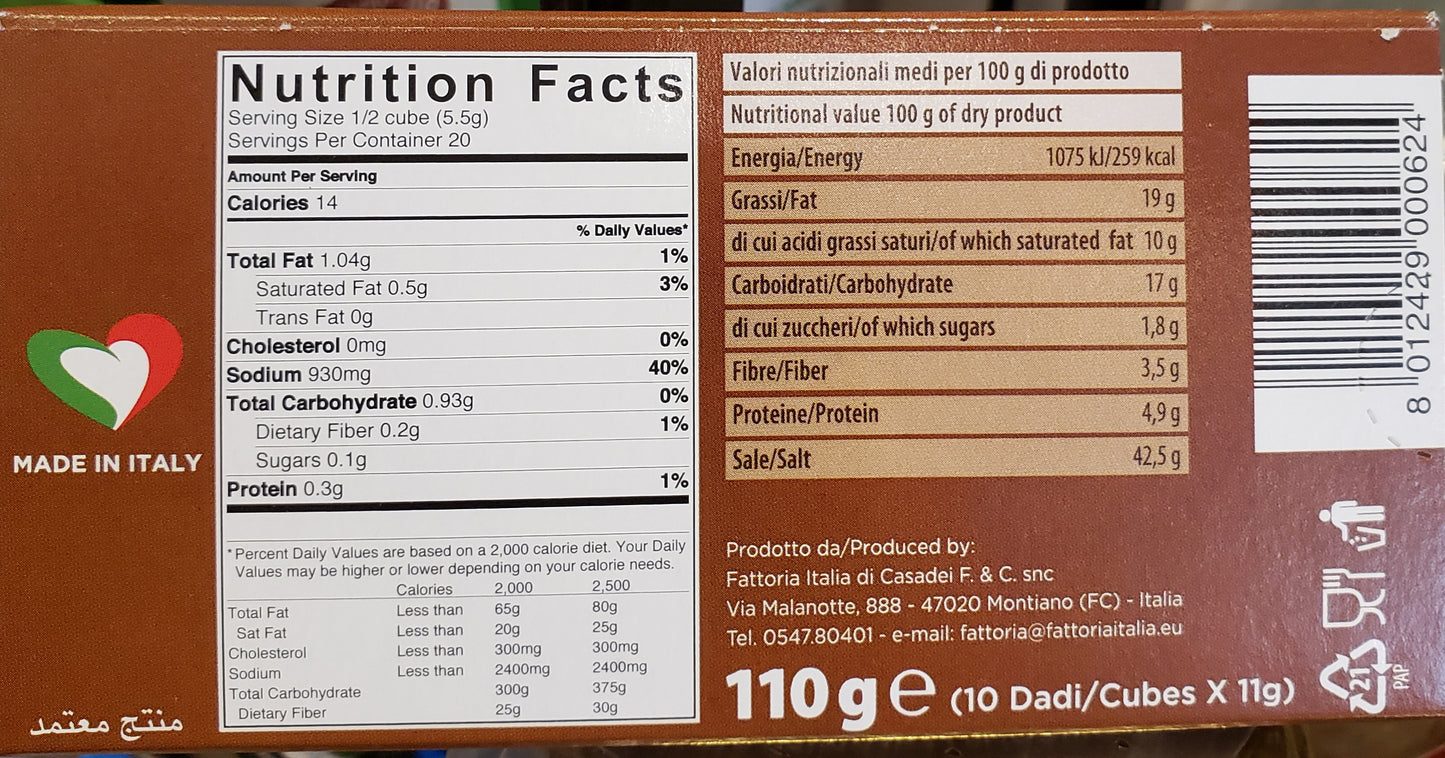 MADE IN ITALY
منتج معتمد
Nutrition Facts
Serving Size 1/2 cube (5.5g)
Servings Per Container 20
Amount Per Serving
Calories 14
% Daily Values*
Total Fat 1.04g 1%
Saturated Fat 0.5g 3%
Trans Fat 0g
Cholesterol 0mg 0%
Sodium 930mg 40%
Total Carbohydrate 0.93g 0%
Dietary Fiber 0.2g 1%
Sugars 0.1g
Protein 0.3g 1%
*Percent Daily Values are based on a 2,000 calorie diet. Your Daily
Values may be higher or lower depending on your calorie needs.
Calories 2,000 2,500
Total Fat Less than 65g 80g
Sat Fat Less than 20g 25g
Cholesterol Less than 300mg 300mg
Sodium Less than 2400mg 2400mg
Total Carbohydrate 300g 375g
Dietary Fiber 25g 30g
Valori nutrizionali medi per 100 g di prodotto
Nutritional value 100 g of dry product
Energia/Energy 1075 kJ/259 kcal
Grassi/Fat 19 g
di cui acidi grassi saturi/of which saturated fat 10 g
Carboidrati/Carbohydrate 17 g
di cui zuccheri/of which sugars 1,8 g
Fibre/Fiber 3,5 g
Proteine/Protein 4,9 g
Sale/Salt 42,5 g
Prodotto da/Produced by:
Fattoria Italia di Casadei F. & C. snc
Via Malanotte, 888 - 47020 Montiano (FC) - Italia
Tel. 0547.80401 - e-mail: fattoria@fattoriaitalia.eu
110 g e (10 Dadi/Cubes X 11g)
8 012429 000624
21
PAP